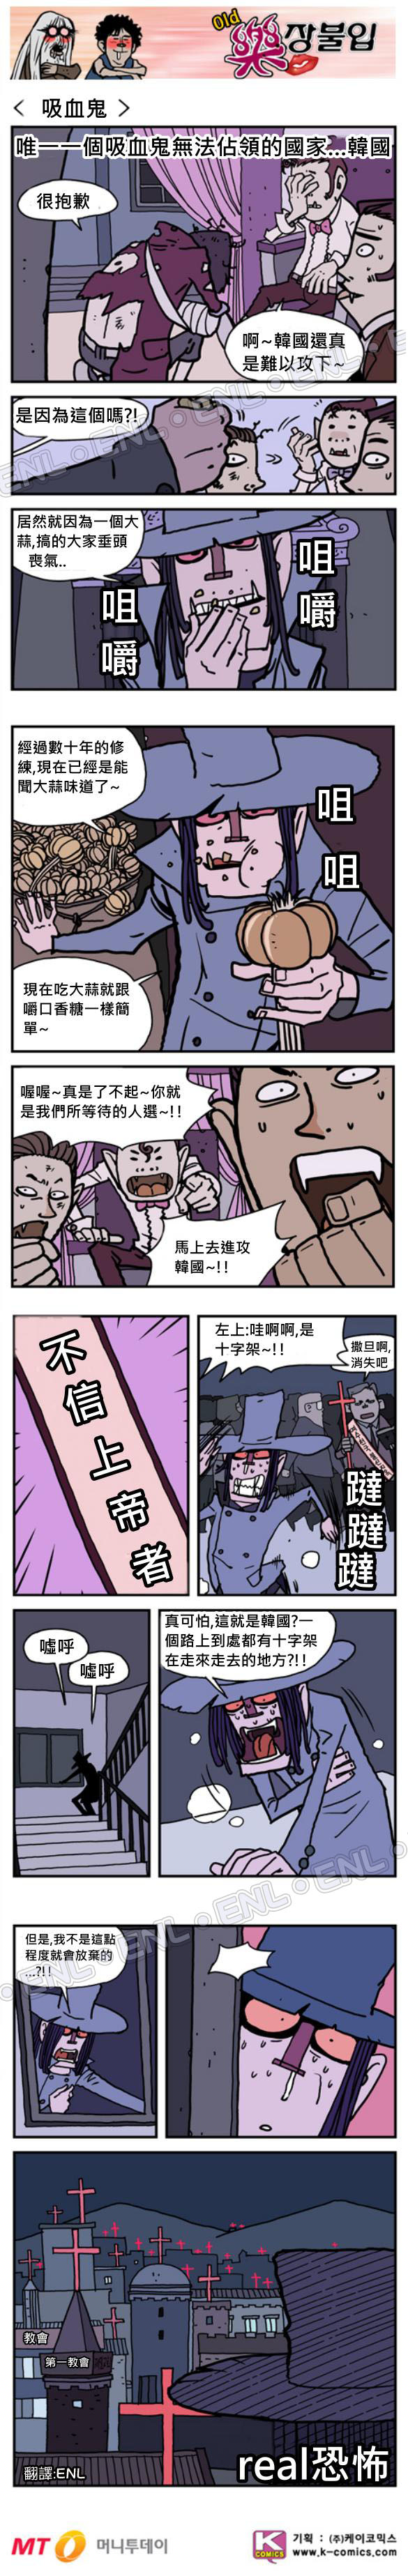 Old
樂장불입
< 吸血鬼 >
唯一一個吸血鬼無法佔領的國家...韓國
很抱歉
啊~韓國還真
是難以攻下~
是因為這個嗎?!
居然就因為一個大
蒜,搞的大家垂頭
喪氣..
咀
嚼
咀
嚼
經過數十年的修
練,現在已經是能
聞大蒜味道了~
咀
咀
現在吃大蒜就跟
嚼口香糖一樣簡
單~
喔喔~真是了不起~你就
是我們所等待的人選~!!
馬上去進攻
韓國~!!
不
信
上
帝
者
左上:哇啊啊,是
十字架~!!
撒旦啊,
消失吧
躂
躂
躂
噓呼
噓呼
真可怕,這就是韓國?一
個路上到處都有十字架
在走來走去的地方?!!
但是,我不是這點
程度就會放棄的
...?!!
教會
第一教會
real恐怖
翻譯:ENL
MT 머니투데이
K COMICS
기획 : (주)케이코믹스
www.k-comics.com
ENL